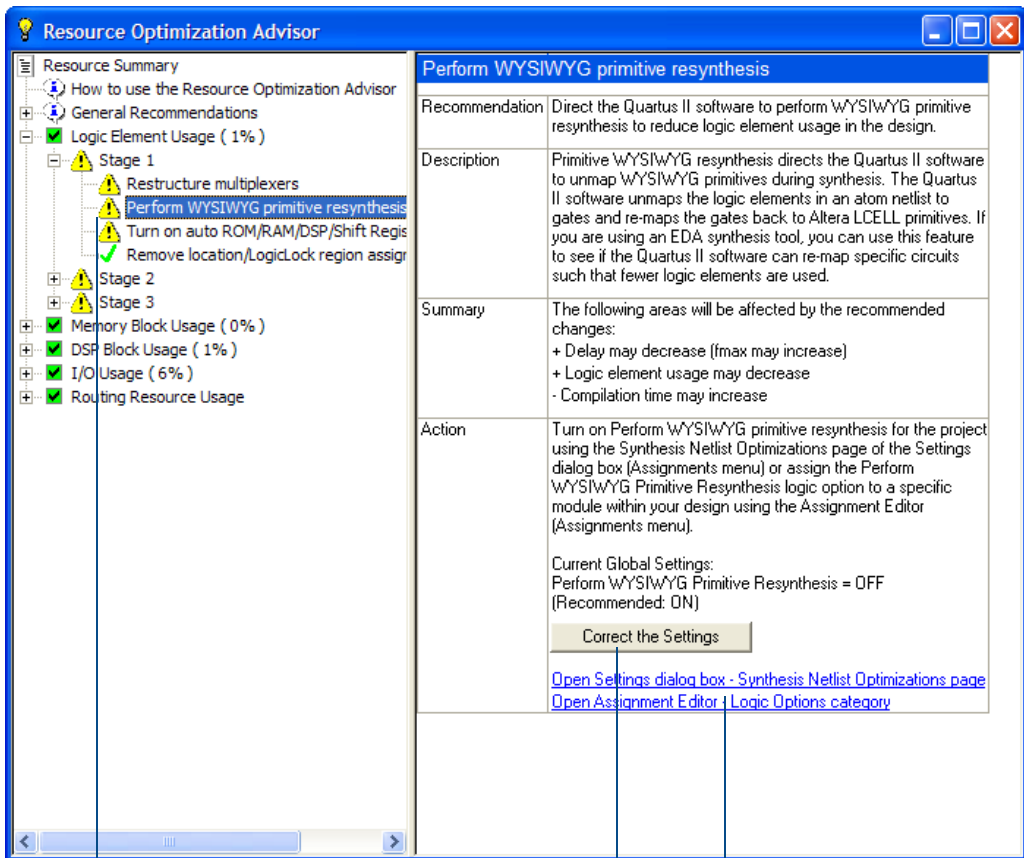 Resource Optimization Advisor
Resource Summary
How to use the Resource Optimization Advisor
General Recommendations
Logic Element Usage ( 1% )
Stage 1
Restructure multiplexers
Perform WYSIWYG primitive resynthesis
Turn on auto ROM/RAM/DSP/Shift Regis
Remove location/LogicLock region assigr
Stage 2
Stage 3
Memory Block Usage ( 0% )
DSP Block Usage ( 1% )
I/O Usage ( 6% )
Routing Resource Usage
Perform WYSIWYG primitive resynthesis
Recommendation
Direct the Quartus II software to perform WYSIWYG primitive
resynthesis to reduce logic element usage in the design.
Description
Primitive WYSIWYG resynthesis directs the Quartus II software
to unmap WYSIWYG primitives during synthesis. The Quartus
II software unmaps the logic elements in an atom netlist to
gates and re-maps the gates back to Altera LCELL primitives. If
you are using an EDA synthesis tool, you can use this feature
to see if the Quartus II software can re-map specific circuits
such that fewer logic elements are used.
Summary
The following areas will be affected by the recommended
changes:
+ Delay may decrease (fmax may increase)
+ Logic element usage may decrease
- Compilation time may increase
Action
Turn on Perform WYSIWYG primitive resynthesis for the project
using the Synthesis Netlist Optimizations page of the Settings
dialog box (Assignments menu) or assign the Perform
WYSIWYG Primitive Resynthesis logic option to a specific
module within your design using the Assignment Editor
(Assignments menu).
Current Global Settings:
Perform WYSIWYG Primitive Resynthesis = OFF
(Recommended: ON)
Correct the Settings
Open Settings dialog box - Synthesis Netlist Optimizations page
Open Assignment Editor - Logic Options category